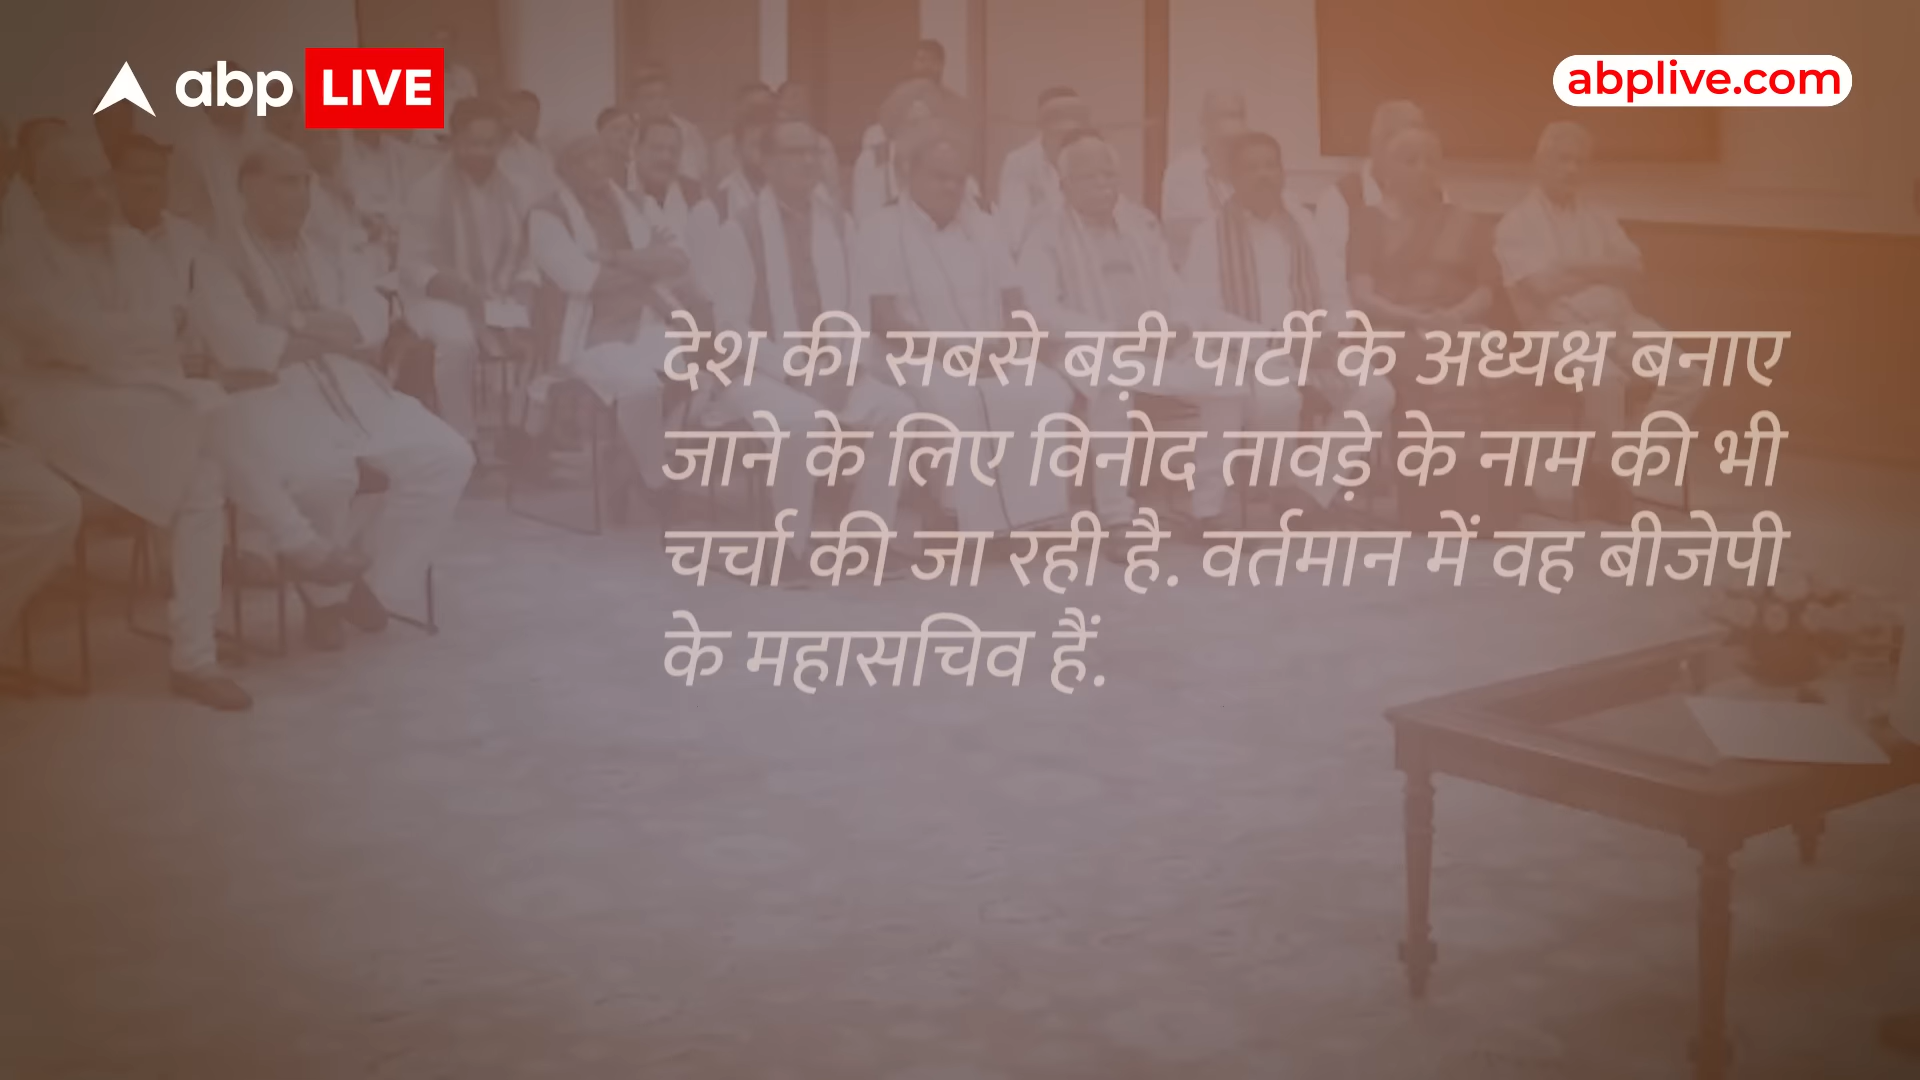 abp LIVE
abplive.com
देश की सबसे बड़ी पार्टी के अध्यक्ष बनाए
जाने के लिए विनोद तावड़े के नाम की भी
चर्चा की जा रही है. वर्तमान में वह बीजेपी
के महासचिव हैं.